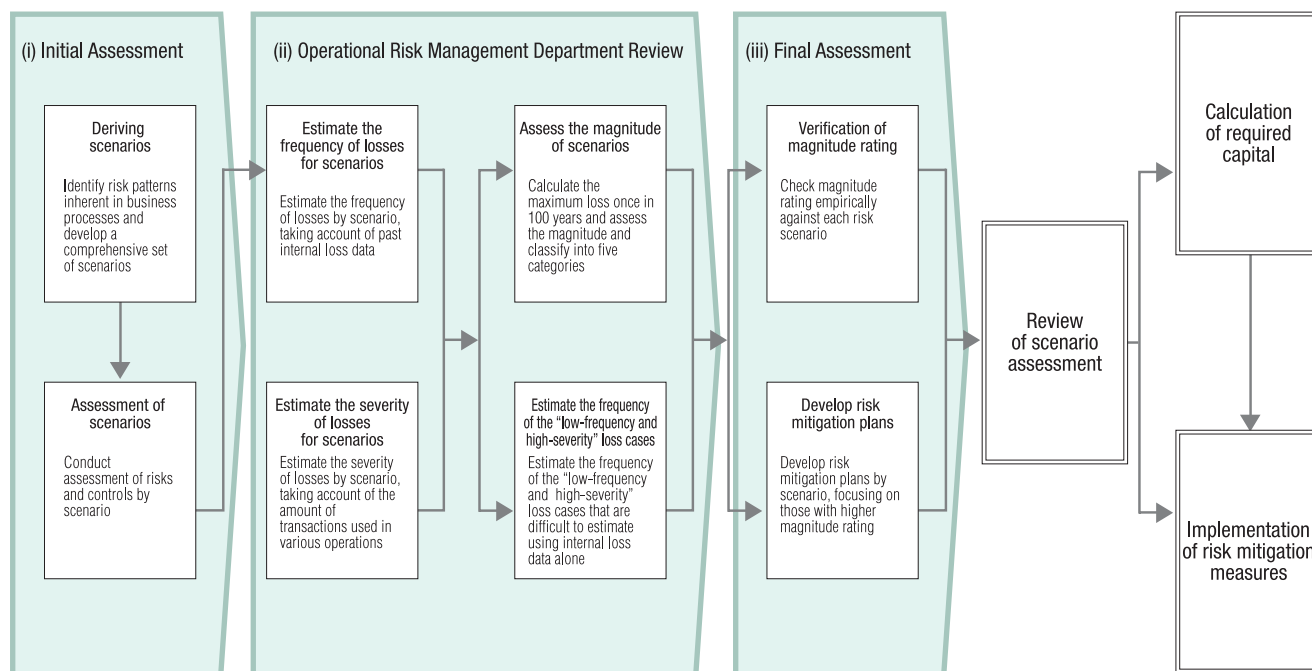 (i) Initial Assessment
Deriving
scenarios
Identify risk patterns
inherent in business
processes and
develop a
comprehensive set
of scenarios
Assessment of
scenarios
Conduct
assessment of risks
and controls by
scenario
(ii) Operational Risk Management Department Review
Estimate the
frequency of losses
for scenarios
Estimate the frequency
of losses by scenario,
taking account of past
internal loss data
Estimate the severity
of losses
for scenarios
Estimate the severity
of losses by scenario,
taking account of the
amount of
transactions used in
various operations
Assess the magnitude
of scenarios
Calculate the
maximum loss once in
100 years and assess
the magnitude and
classify into five
categories
Estimate the frequency
of the “low-frequency and
high-severity” loss cases
Estimate the frequency
of the “low-frequency
and high-severity”
loss cases that are
difficult to estimate
using internal loss
data alone
(iii) Final Assessment
Verification of
magnitude rating
Check magnitude
rating empirically
against each risk
scenario
Develop risk
mitigation plans
Develop risk
mitigation plans by
scenario, focusing on
those with higher
magnitude rating
Review
of scenario
assessment
Calculation
of required
capital
Implementation
of risk mitigation
measures